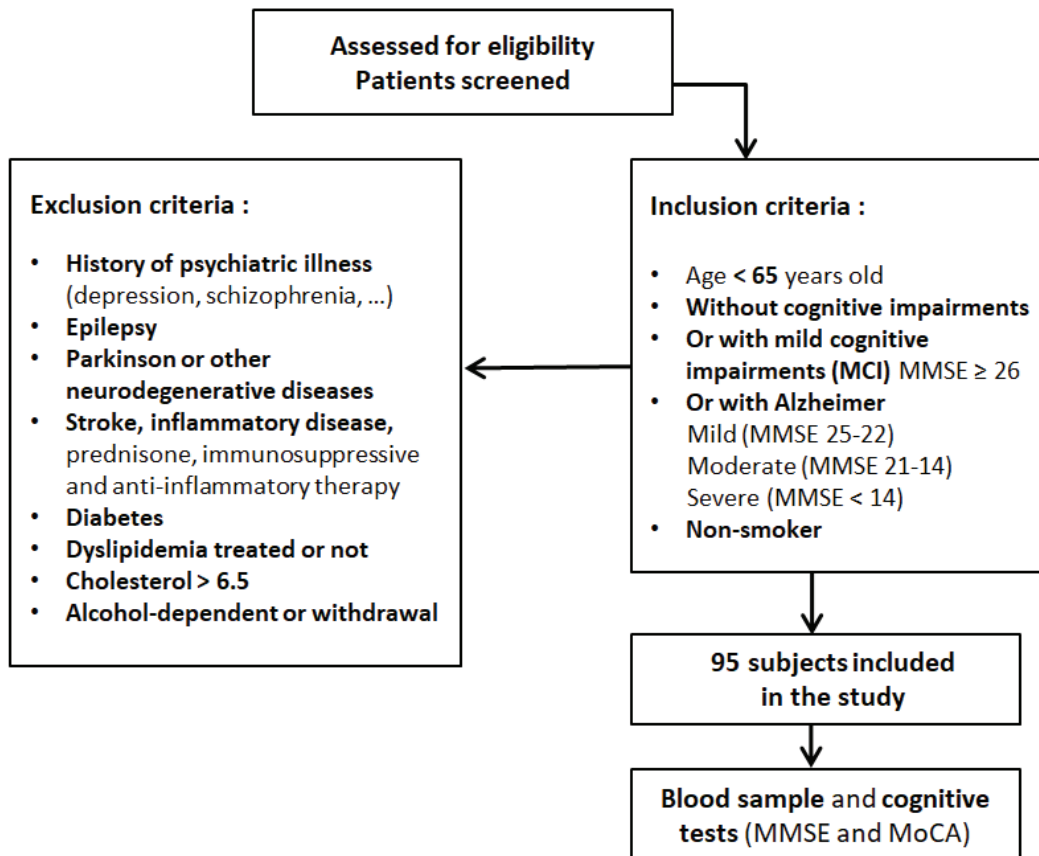 Assessed for eligibility
Patients screened
Exclusion criteria :
• History of psychiatric illness
(depression, schizophrenia, ...)
• Epilepsy
• Parkinson or other
neurodegenerative diseases
• Stroke, inflammatory disease,
prednisone, immunosuppressive
and anti-inflammatory therapy
• Diabetes
• Dyslipidemia treated or not
• Cholesterol > 6.5
• Alcohol-dependent or withdrawal
Inclusion criteria :
• Age < 65 years old
• Without cognitive impairments
• Or with mild cognitive
impairments (MCI) MMSE ≥ 26
• Or with Alzheimer
Mild (MMSE 25-22)
Moderate (MMSE 21-14)
Severe (MMSE < 14)
• Non-smoker
95 subjects included
in the study
Blood sample and cognitive
tests (MMSE and MoCA)